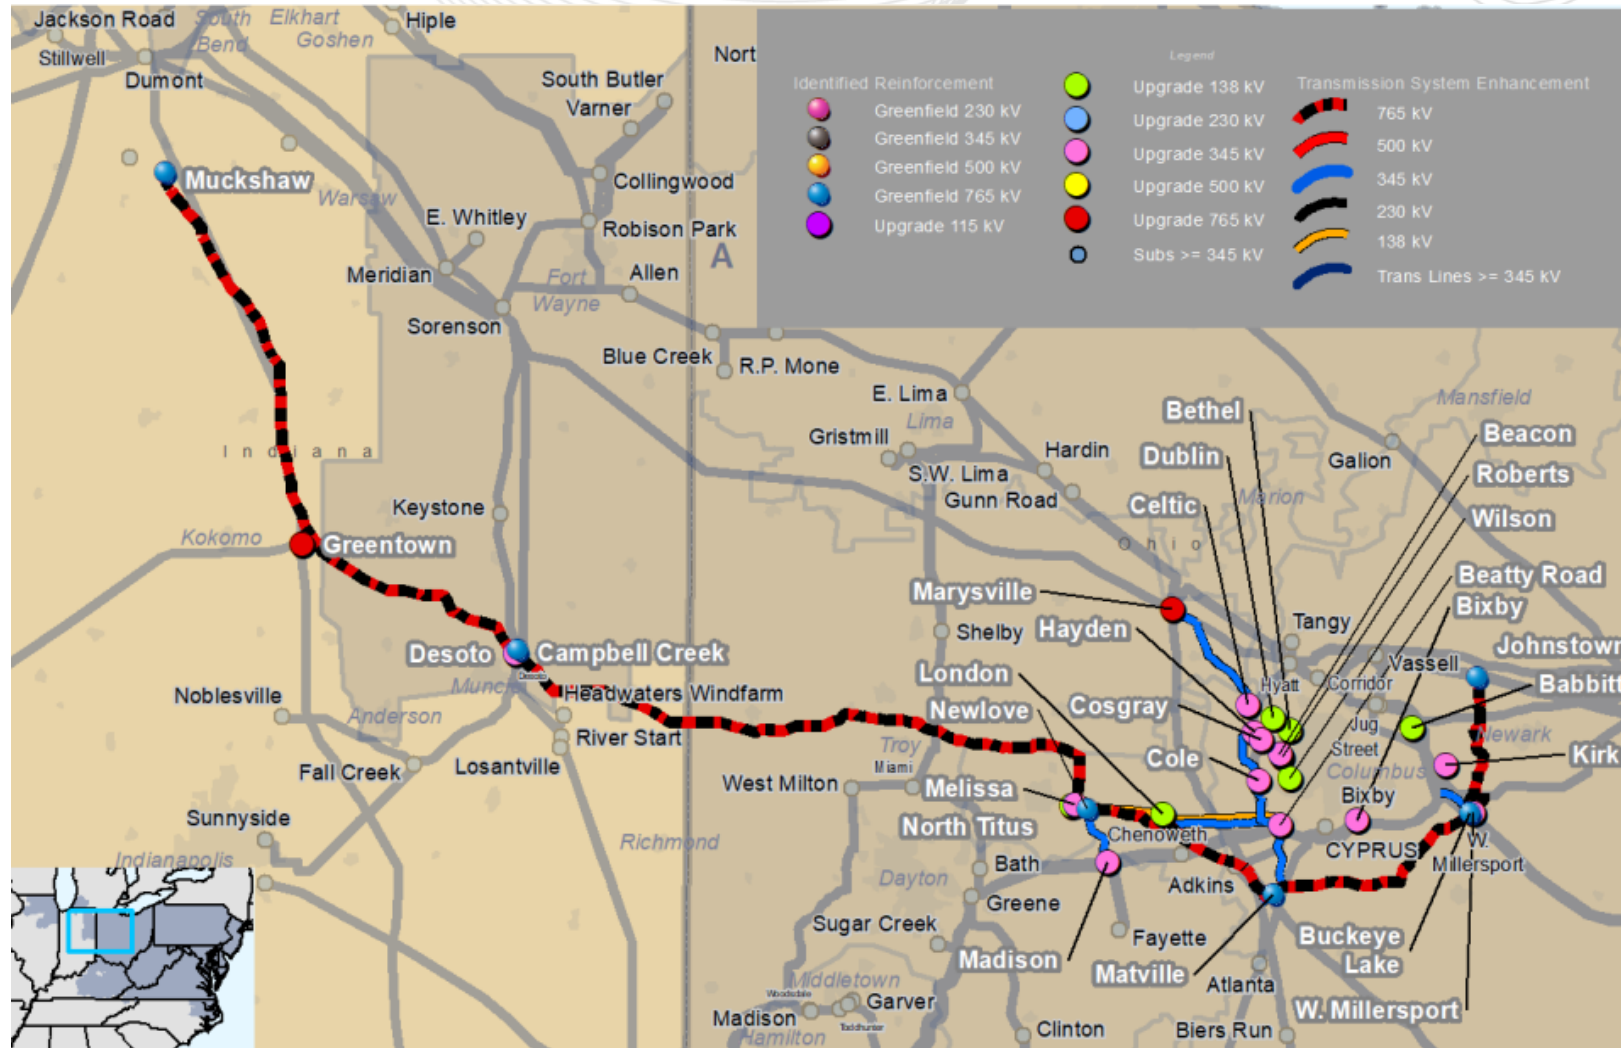 Jackson Road
South
Bend
Elkhart
Goshen
Hiple
Stillwell
Dumont
South Butler
Varner
Muckshaw
Warsaw
Collingwood
E. Whitley
Robison Park
Meridian
Fort
Wayne
Allen
A
Sorenson
Blue Creek
R.P. Mone
Nort
Legend
Identified Reinforcement
Greenfield 230 kV
Greenfield 345 kV
Greenfield 500 kV
Greenfield 765 kV
Upgrade 115 kV
Upgrade 138 kV
Upgrade 230 kV
Upgrade 345 kV
Upgrade 500 kV
Upgrade 765 kV
Subs >= 345 kV
Transmission System Enhancement
765 kV
500 kV
345 kV
230 kV
138 kV
Trans Lines >= 345 kV
E. Lima
Lima
Gristmill
S.W. Lima
Hardin
Gunn Road
Mansfield
Galion
Marion
Ohio
Indiana
Keystone
Kokomo
Greentown
Desoto
Campbell Creek
Desoto
Muncie
Headwaters Windfarm
Noblesville
Anderson
River Start
Fall Creek
Losantville
Sunnyside
Indianapolis
Richmond
Bethel
Dublin
Celtic
Beacon
Roberts
Wilson
Beatty Road
Bixby
Johnstown
Babbitt
Kirk
Marysville
Hayden
Shelby
London
Newlove
Cosgray
Cole
Tangy
Vassell
Hyatt
Corridor
Jug
Street
Newark
Columbus
Bixby
Troy
Miami
West Milton
Melissa
North Titus
Chenoweth
CYPRUS
W.
Millersport
Bath
Adkins
Dayton
Greene
Sugar Creek
Fayette
Madison
Matville
Buckeye
Lake
Atlanta
W. Millersport
Middletown
Woodsdale
Garver
Madison
Toddhunter
Hamilton
Clinton
Biers Run